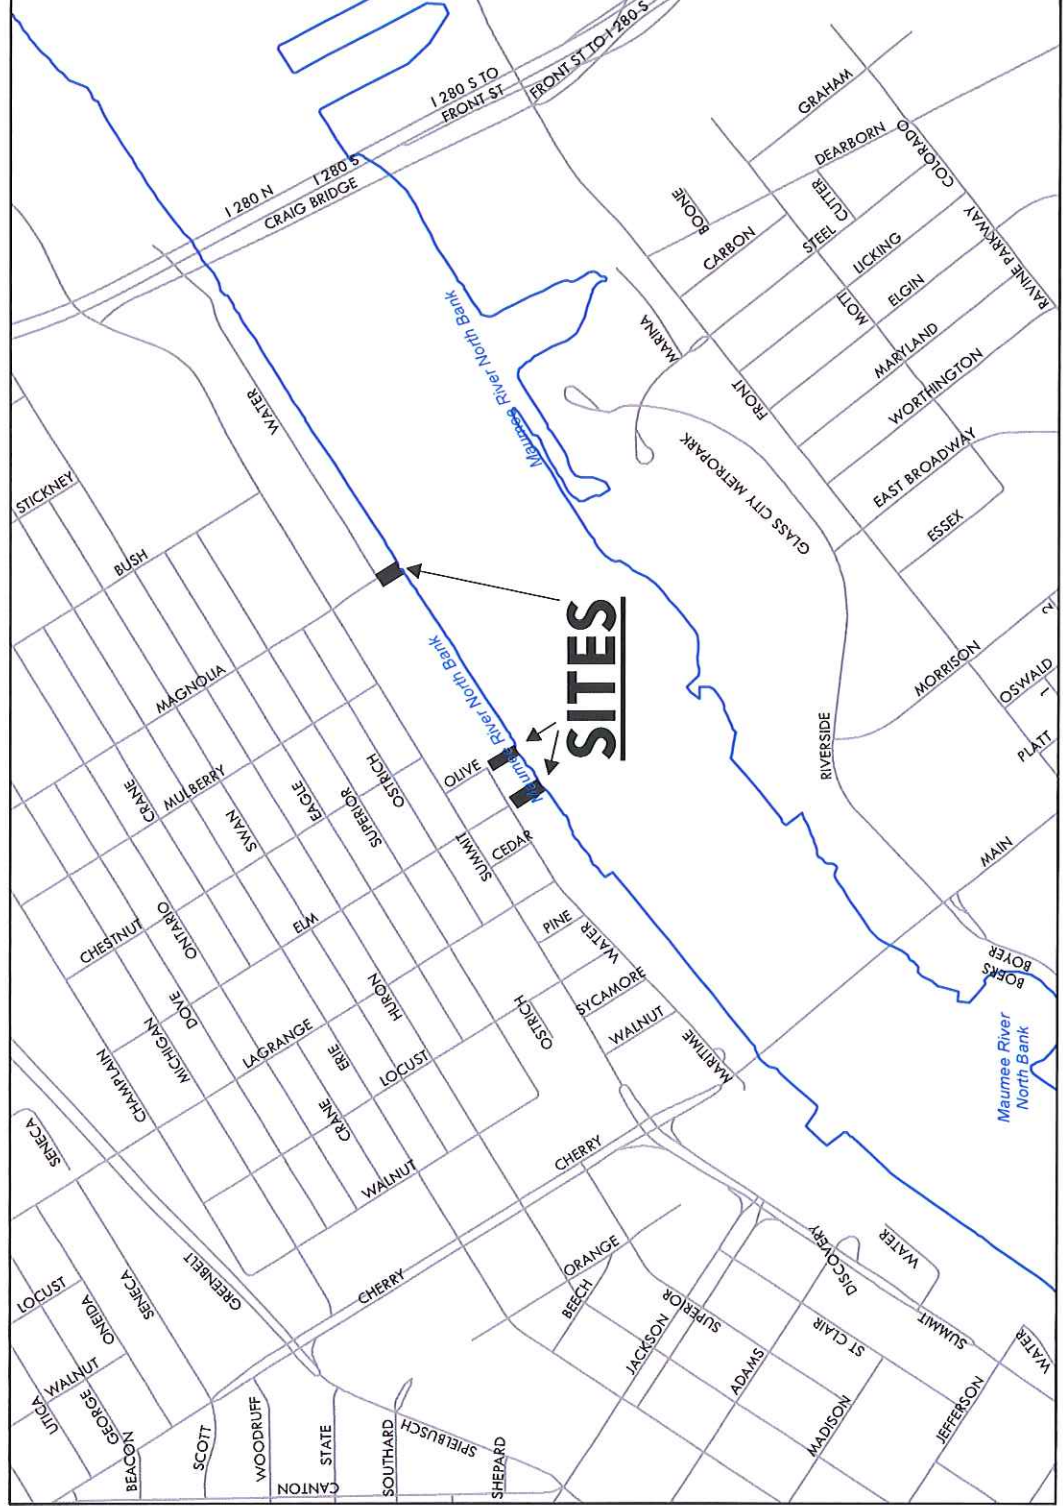 I 280 S TO
FRONT ST
FRONT ST TO I 280 S
I 280 N
I 280 S
CRAIG BRIDGE
GRAHAM
DEARBORN
COLORADO
BOONE
CUTTER
CARBON
STEEL
LICKING
RAVINE PARKWAY
MOTT
ELGIN
MARINA
MARYLAND
FRONT
WORTHINGTON
WATER
Maumee River North Bank
Maumee
GLASS CITY METROPARK
EAST BROADWAY
ESSEX
STICKNEY
BUSH
SITES
Maumee River North Bank
MAGNOLIA
MORRISON
2
OSWALD
1
PLATT
RIVERSIDE
CRANE
MULBERRY
EAGLE
SUPERIOR
OSTRICH
OLIVE
Maumee
SWAN
SUMMIT
CEDAR
MAIN
CHESTNUT
ONTARIO
ELM
PINE
WATER
BOYER
BOERS
Maumee River
North Bank
DOVE
MICHIGAN
HURON
OSTRICH
SYCAMORE
WALNUT
MARITIME
CHAMPLAIN
LAGRANGE
ERIE
LOCUST
CRANE
WALNUT
CHERRY
SENECA
GREENBELT
CHERRY
ORANGE
BEECH
DISCOVERY
WATER
LOCUST
ONEIDA
SENECA
SUPERIOR
JACKSON
ST CLAIR
SUMMIT
WATER
WALNUT
GEORGE
UTICA
BEACON
SCOTT
WOODRUFF
STATE
CANTON
SOUTHARD
SPIELBUSCH
SHEPARD
ADAMS
MADISON
JEFFERSON